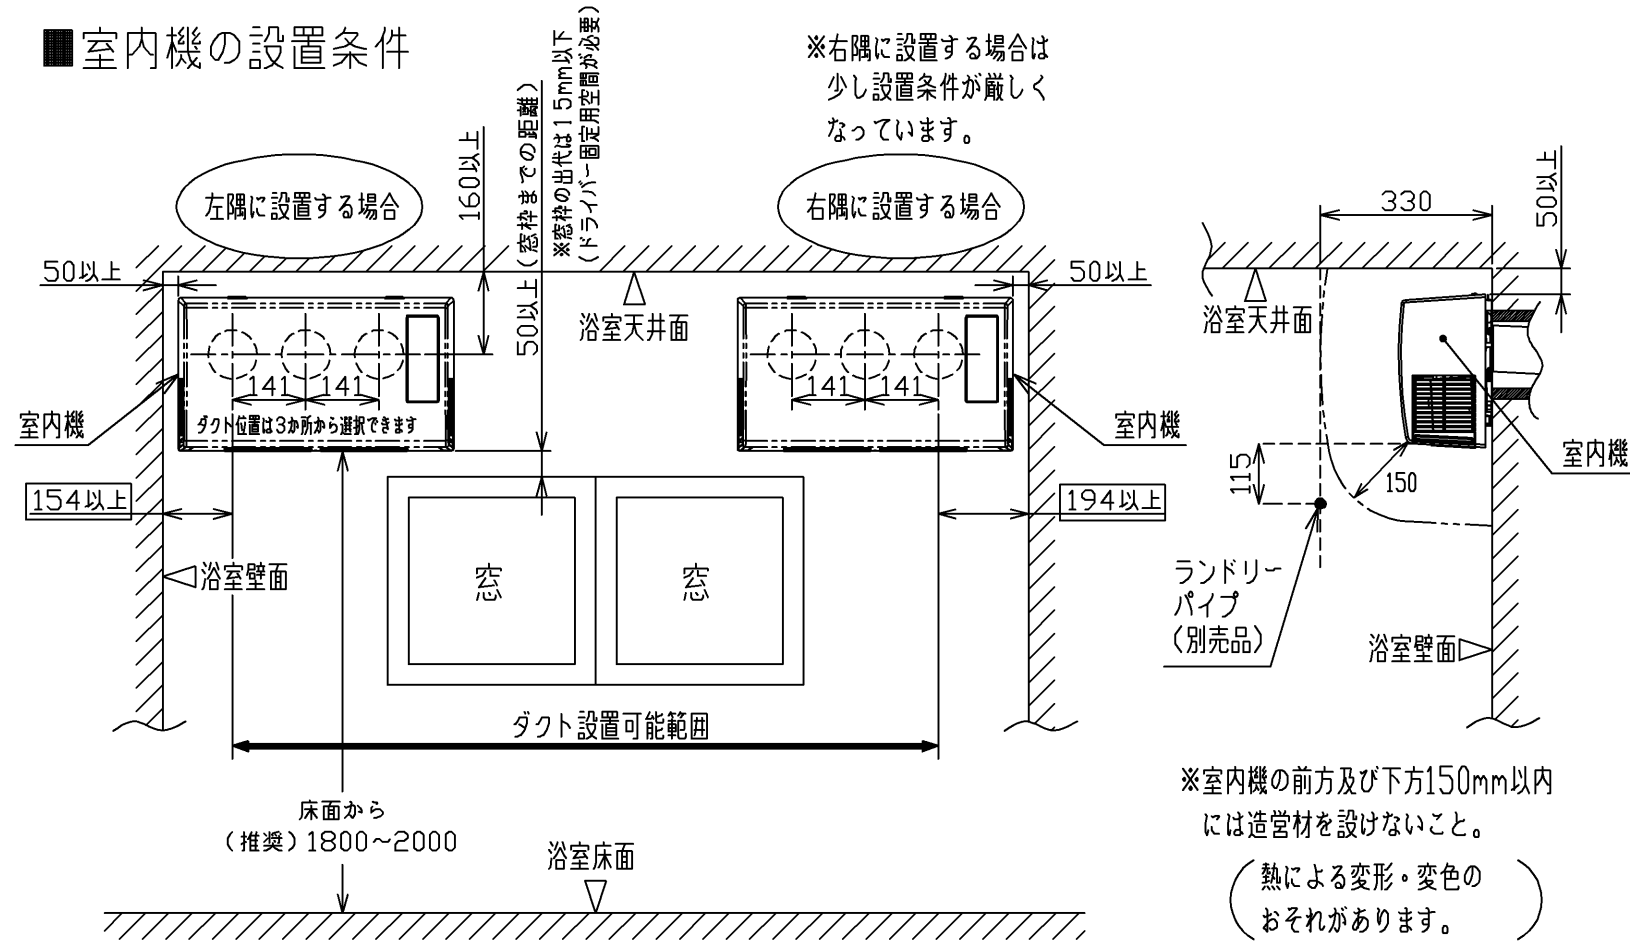 ■室内機の設置条件
※右隅に設置する場合は
少し設置条件が厳しく
なっています。
左隅に設置する場合
右隅に設置する場合
160以上
50以上(窓枠までの距離)
※窓枠の出代は15mm以下
(ドライバー固定用空間が必要)
50以上
50以上
浴室天井面
141
141
141
141
ダクト位置は3か所から選択できます
室内機
室内機
154以上
194以上
浴室壁面
窓
窓
ダクト設置可能範囲
床面から
(推奨)1800~2000
浴室床面
330
50以上
浴室天井面
室内機
115
150
ランドリー
パイプ
(別売品)
浴室壁面
※室内機の前方及び下方150mm以内
には造営材を設けないこと。
(熱による変形・変色の
おそれがあります。)